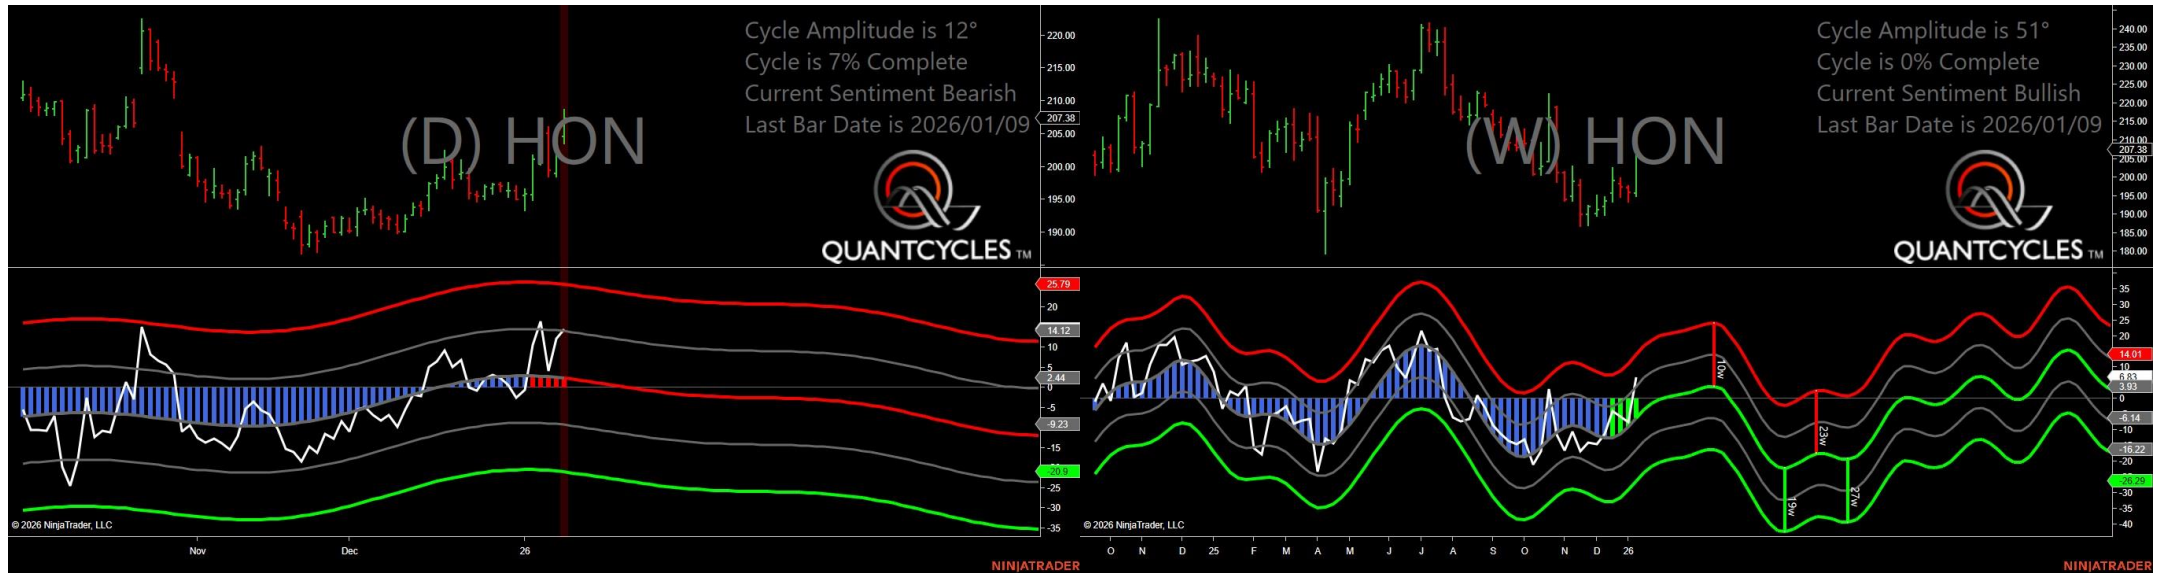 Cycle Amplitude is 12°
Cycle is 7% Complete
Current Sentiment Bearish
Last Bar Date is 2026/01/09
(D) HON
QUANTCYCLES TM
220.00
215.00
210.00
207.38
205.00
200.00
195.00
190.00
25.79
20
14.12
10
5
2.44
0
-5
-9.23
-15
-20.9
-25
-30
-35
© 2026 NinjaTrader, LLC
Nov Dec 26
NINJATRADER
Cycle Amplitude is 51°
Cycle is 0% Complete
Current Sentiment Bullish
Last Bar Date is 2026/01/09
(W) HON
QUANTCYCLES TM
240.00
235.00
230.00
225.00
220.00
215.00
210.00
207.38
205.00
200.00
195.00
190.00
185.00
180.00
35
30
25
20
14.01
10
6.83
3.93
0
-6.14
-10
-16.22
-20
-26.29
-30
-35
-40
10w
23w
19w
27w
© 2026 NinjaTrader, LLC
O N D 25 F M A M J J A S O N D 26
NINJATRADER